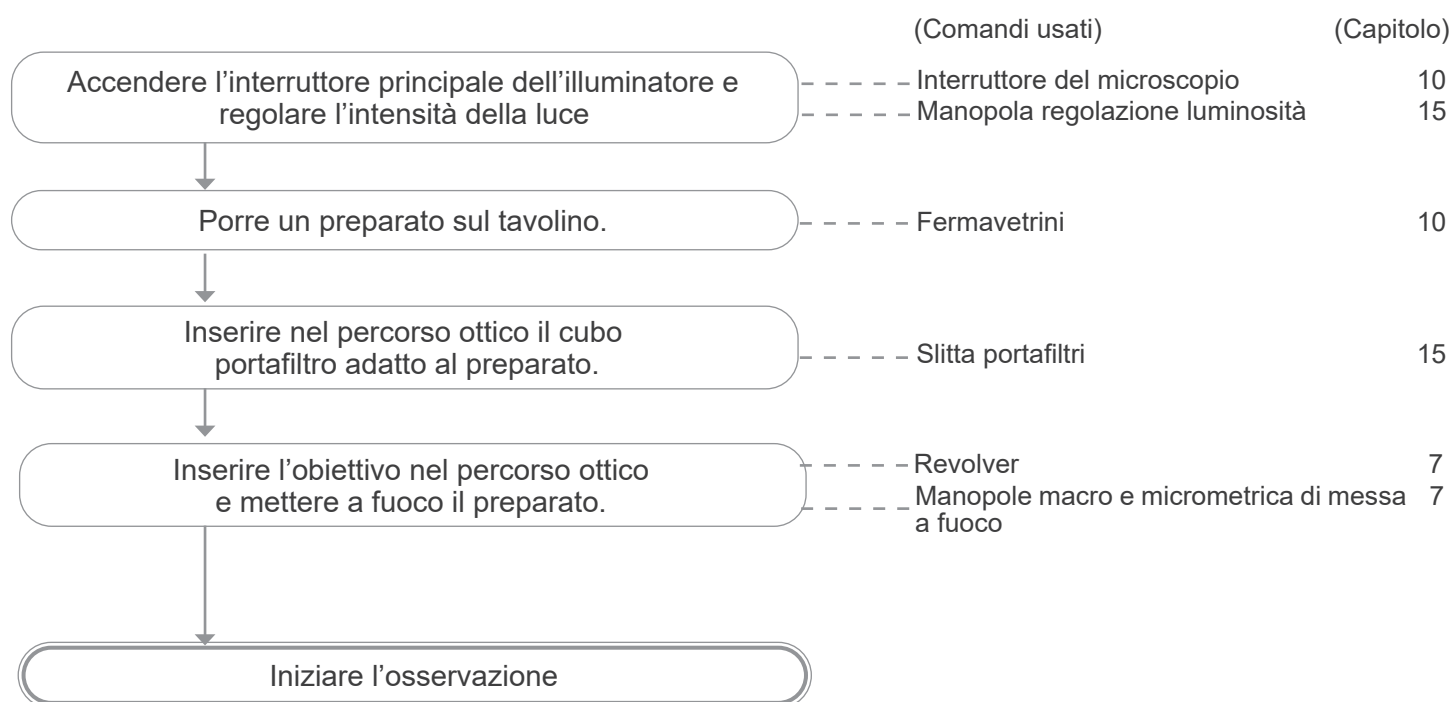 (Comandi usati) (Capitolo)
Accendere l’interruttore principale dell’illuminatore e
regolare l’intensità della luce
Interruttore del microscopio 10
Manopola regolazione luminosità 15
Porre un preparato sul tavolino.
Fermavetrini 10
Inserire nel percorso ottico il cubo
portafiltro adatto al preparato.
Slitta portafiltri 15
Inserire l’obiettivo nel percorso ottico
e mettere a fuoco il preparato.
Revolver 7
Manopole macro e micrometrica di messa 7
a fuoco
Iniziare l’osservazione